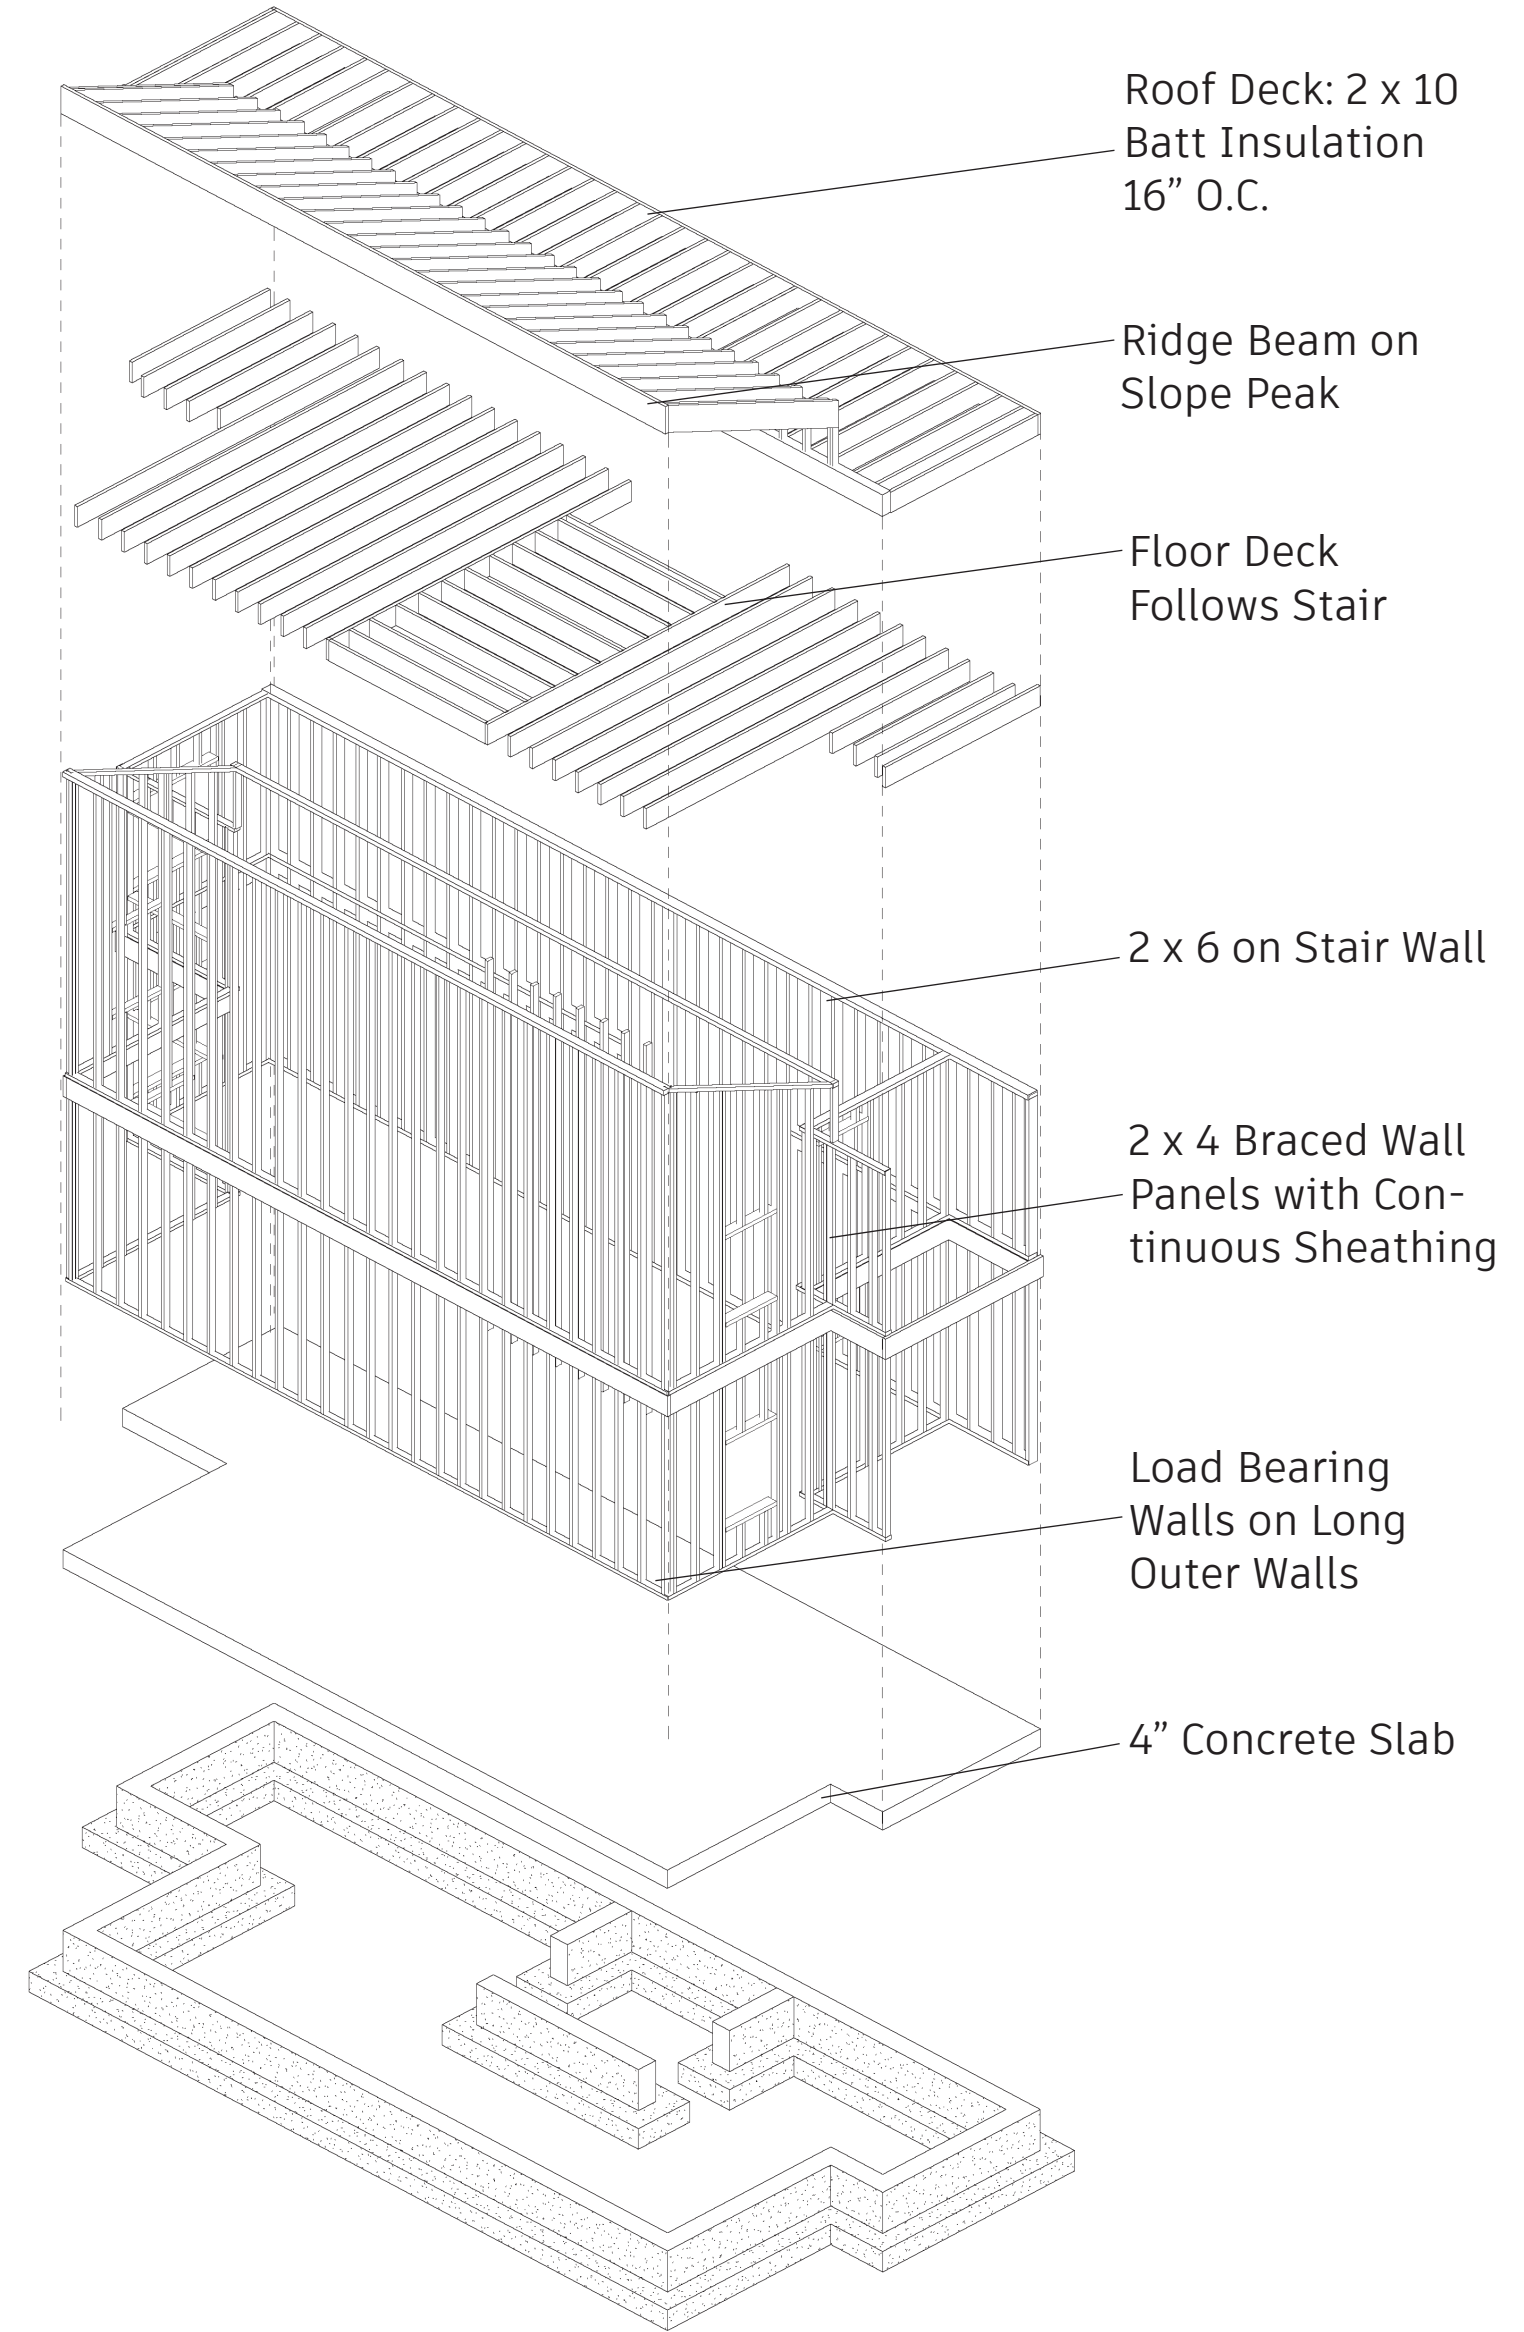 Roof Deck: 2 x 10
Batt Insulation
16” O.C.
Ridge Beam on
Slope Peak
Floor Deck
Follows Stair
2 x 6 on Stair Wall
2 x 4 Braced Wall
Panels with Con-
tinuous Sheathing
Load Bearing
Walls on Long
Outer Walls
4” Concrete Slab